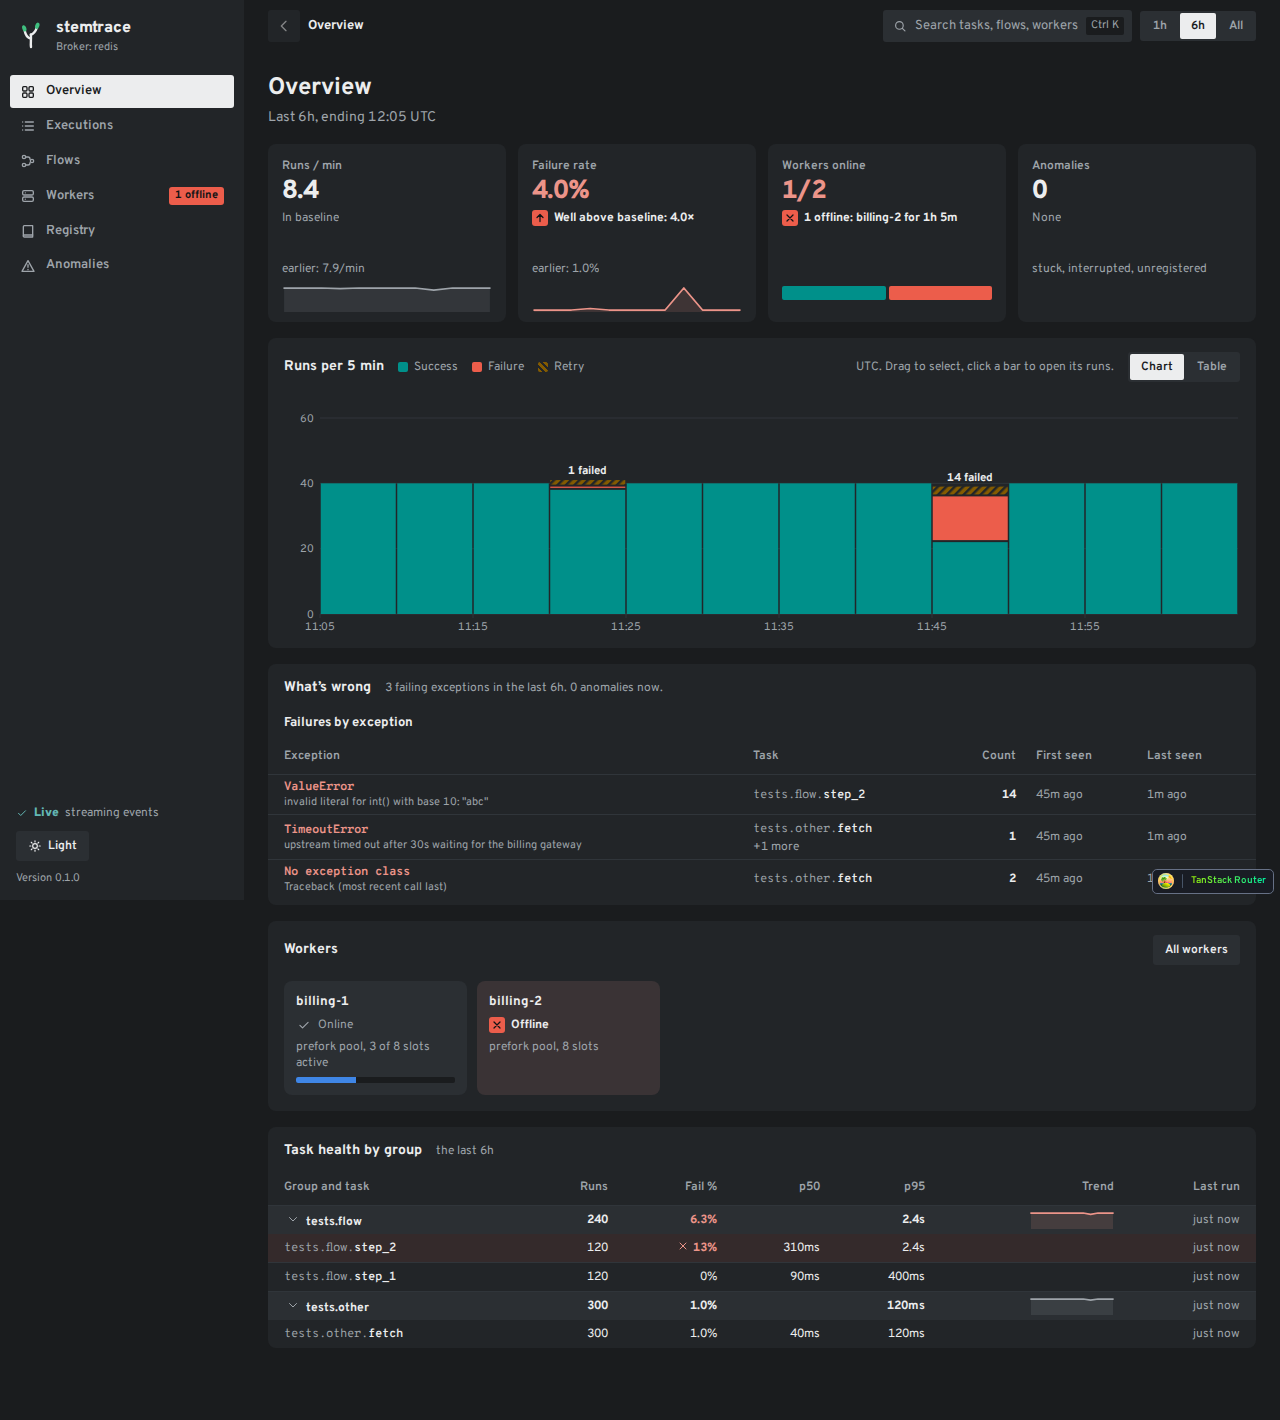 stemtrace
Broker: redis
Overview
Executions
Flows
Workers 1 offline
Registry
Anomalies
Live streaming events
Light
Version 0.1.0
Overview
Search tasks, flows, workers Ctrl K
1h 6h All
Overview
Last 6h, ending 12:05 UTC
Runs / min
8.4
In baseline
earlier: 7.9/min
Failure rate
4.0%
Well above baseline: 4.0×
earlier: 1.0%
Workers online
1/2
1 offline: billing-2 for 1h 5m
Anomalies
0
None
stuck, interrupted, unregistered
Runs per 5 min Success Failure Retry
UTC. Drag to select, click a bar to open its runs.
Chart Table
60
40
20
0
1 failed
14 failed
11:05 11:15 11:25 11:35 11:45 11:55
What's wrong 3 failing exceptions in the last 6h. 0 anomalies now.
Failures by exception
Exception Task Count First seen Last seen
ValueError
invalid literal for int() with base 10: "abc"
tests.flow.step_2 14 45m ago 1m ago
TimeoutError
upstream timed out after 30s waiting for the billing gateway
tests.other.fetch
+1 more
1 45m ago 1m ago
No exception class
Traceback (most recent call last)
tests.other.fetch 2 45m ago
TanStack Router
Workers
All workers
billing-1
Online
prefork pool, 3 of 8 slots
active
billing-2
Offline
prefork pool, 8 slots
Task health by group the last 6h
Group and task Runs Fail % p50 p95 Trend Last run
tests.flow 240 6.3% 2.4s just now
tests.flow.step_2 120 13% 310ms 2.4s just now
tests.flow.step_1 120 0% 90ms 400ms just now
tests.other 300 1.0% 120ms just now
tests.other.fetch 300 1.0% 40ms 120ms just now